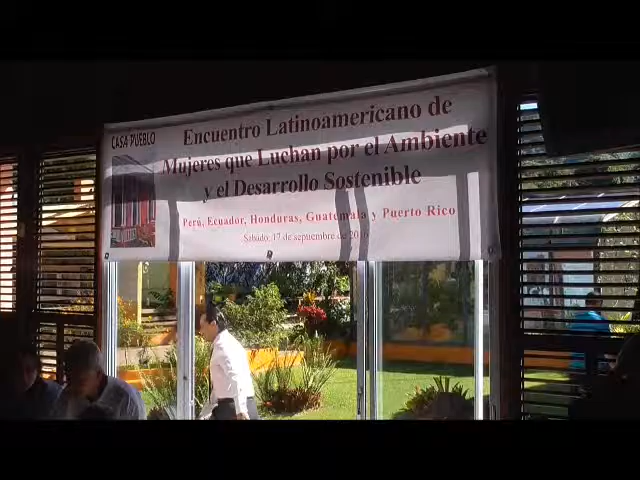 CASA PUEBLO
Encuentro Latinoamericano de
Mujeres que Luchan por el Ambiente
y el Desarrollo Sostenible
Perú, Ecuador, Honduras, Guatemala y Puerto Rico
Sábado, 17 de septiembre de 2016